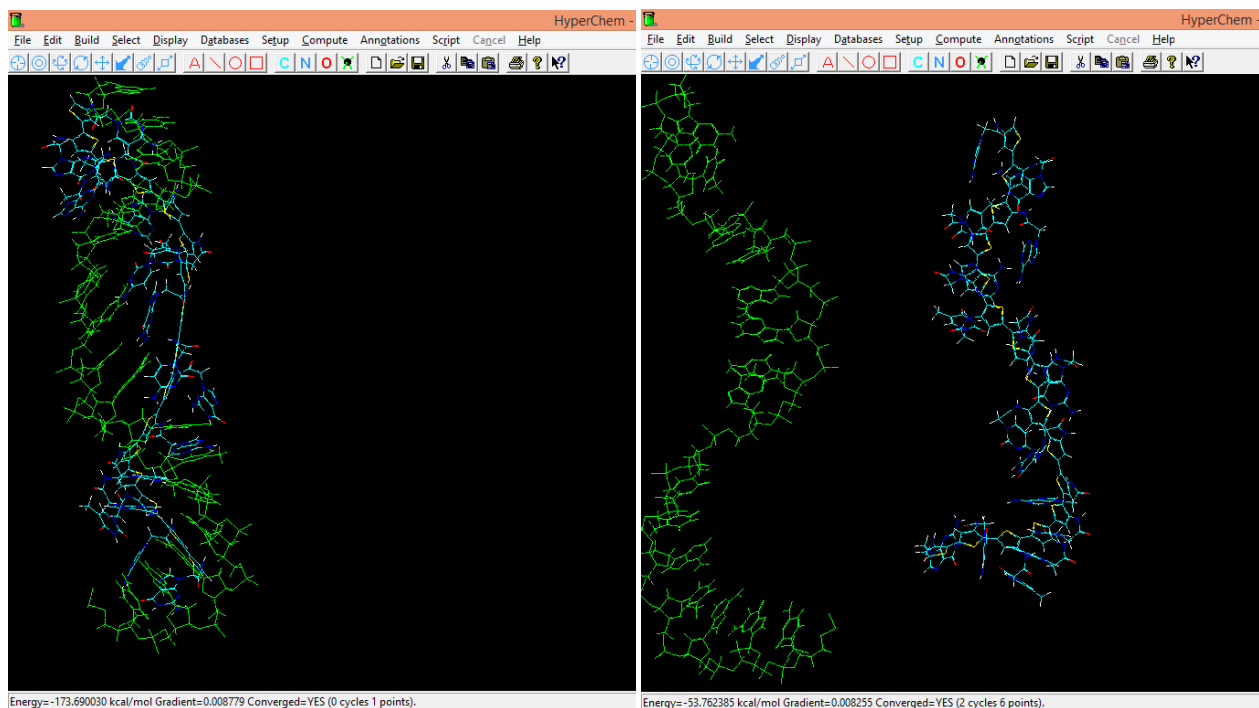 HyperChem -
File Edit Build Select Display Databases Setup Compute Annotations Script Cancel Help
A C N O ? ?
Energy=-173.690030 kcal/mol Gradient=0.008779 Converged=YES (0 cycles 1 points).
HyperChem -
File Edit Build Select Display Databases Setup Compute Annotations Script Cancel Help
A C N O ? ?
Energy=-53.762385 kcal/mol Gradient=0.008255 Converged=YES (2 cycles 6 points).